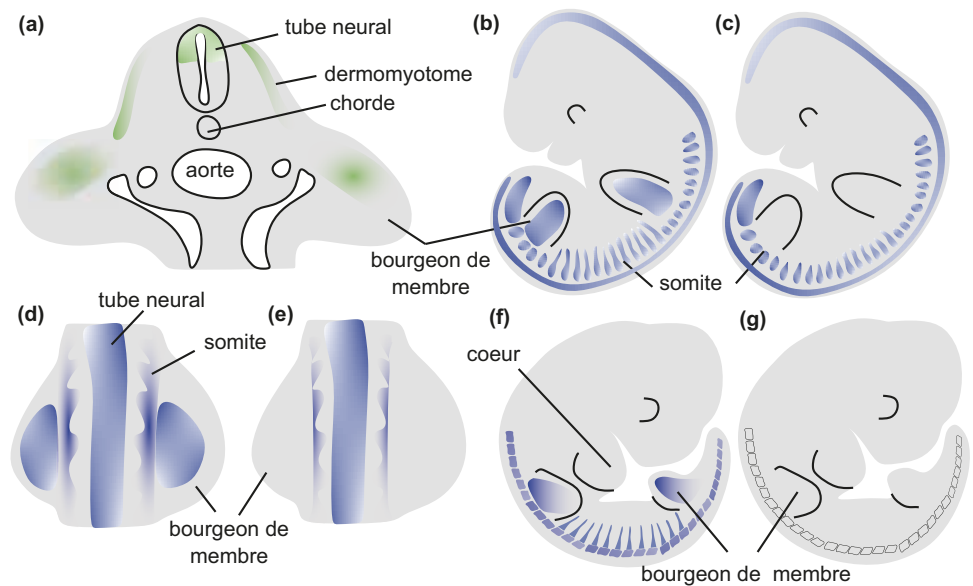 (a)
tube neural
dermomyotome
chorde
aorte
bourgeon de
membre
(b)
(c)
somite
(d)
tube neural
somite
(e)
bourgeon de
membre
(f)
coeur
(g)
bourgeon de membre